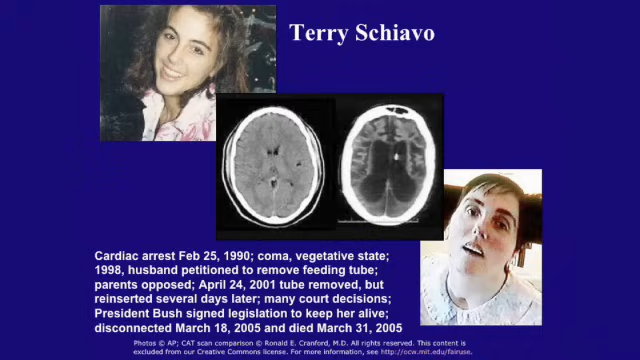 Terry Schiavo
Cardiac arrest Feb 25, 1990; coma, vegetative state;
1998, husband petitioned to remove feeding tube;
parents opposed; April 24, 2001 tube removed, but
reinserted several days later; many court decisions;
President Bush signed legislation to keep her alive;
disconnected March 18, 2005 and died March 31, 2005
Photos © AP; CAT scan comparison © Ronald E. Cranford, M.D. All rights reserved. This content is
excluded from our Creative Commons license. For more information, see http://ocw.mit.edu/fairuse.